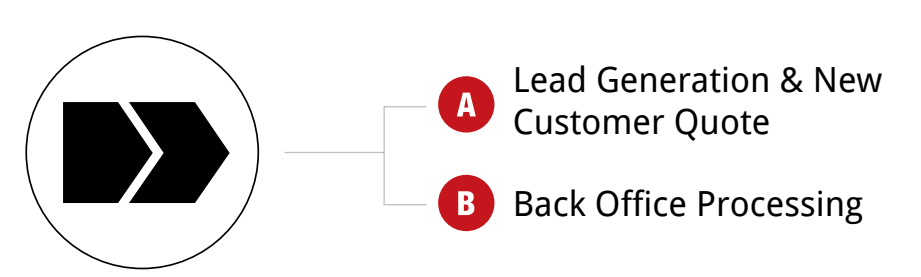 A
Lead Generation & New
Customer Quote
B
Back Office Processing